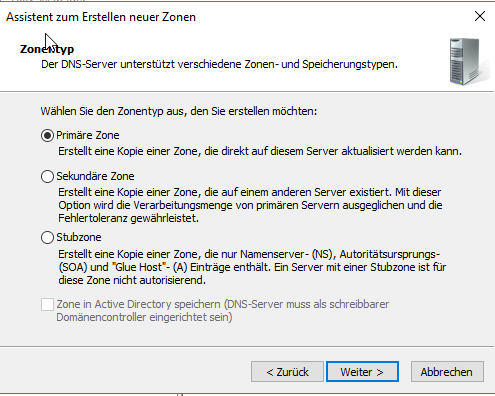 Assistent zum Erstellen neuer Zonen
Zonentyp
Der DNS-Server unterstützt verschiedene Zonen- und Speicherungstypen.
Wählen Sie den Zonentyp aus, den Sie erstellen möchten:
Primäre Zone
Erstellt eine Kopie einer Zone, die direkt auf diesem Server aktualisiert werden kann.
Sekundäre Zone
Erstellt eine Kopie einer Zone, die auf einem anderen Server existiert. Mit dieser
Option wird die Verarbeitungsmenge von primären Servern ausgeglichen und die
Fehlertoleranz gewährleistet.
Stubzone
Erstellt eine Kopie einer Zone, die nur Namenserver- (NS), Autoritätsursprungs-
(SOA) und "Glue Host"- (A) Einträge enthält. Ein Server mit einer Stubzone ist für
diese Zone nicht autorisierend.
Zone in Active Directory speichern (DNS-Server muss als schreibbarer
Domänencontroller eingerichtet sein)
< Zurück Weiter > Abbrechen